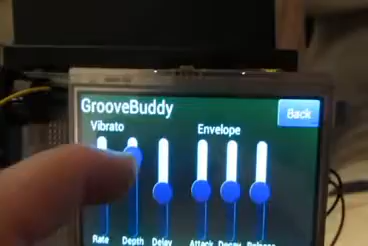 GrooveBuddy
Back
Vibrato Envelope
Rate Depth Delay Attack Decay Release